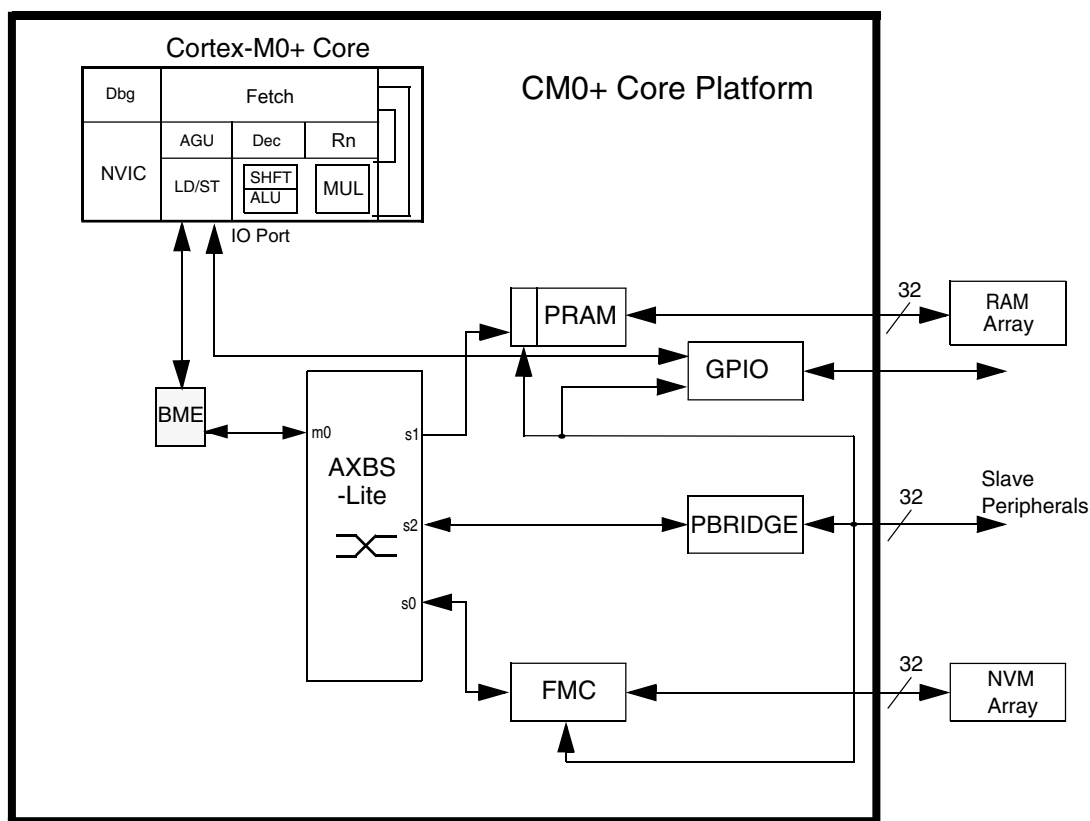 Cortex-M0+ Core
CM0+ Core Platform
Dbg
Fetch
AGU
Dec
Rn
NVIC
LD/ST
SHFT
ALU
MUL
IO Port
PRAM
32
RAM
Array
GPIO
BME
m0
s1
AXBS
-Lite
s2
s0
PBRIDGE
32
Slave
Peripherals
FMC
32
NVM
Array